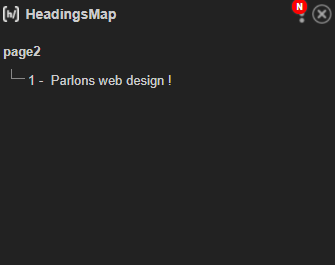 [h/] HeadingsMap
N
page2
1 - Parlons web design !